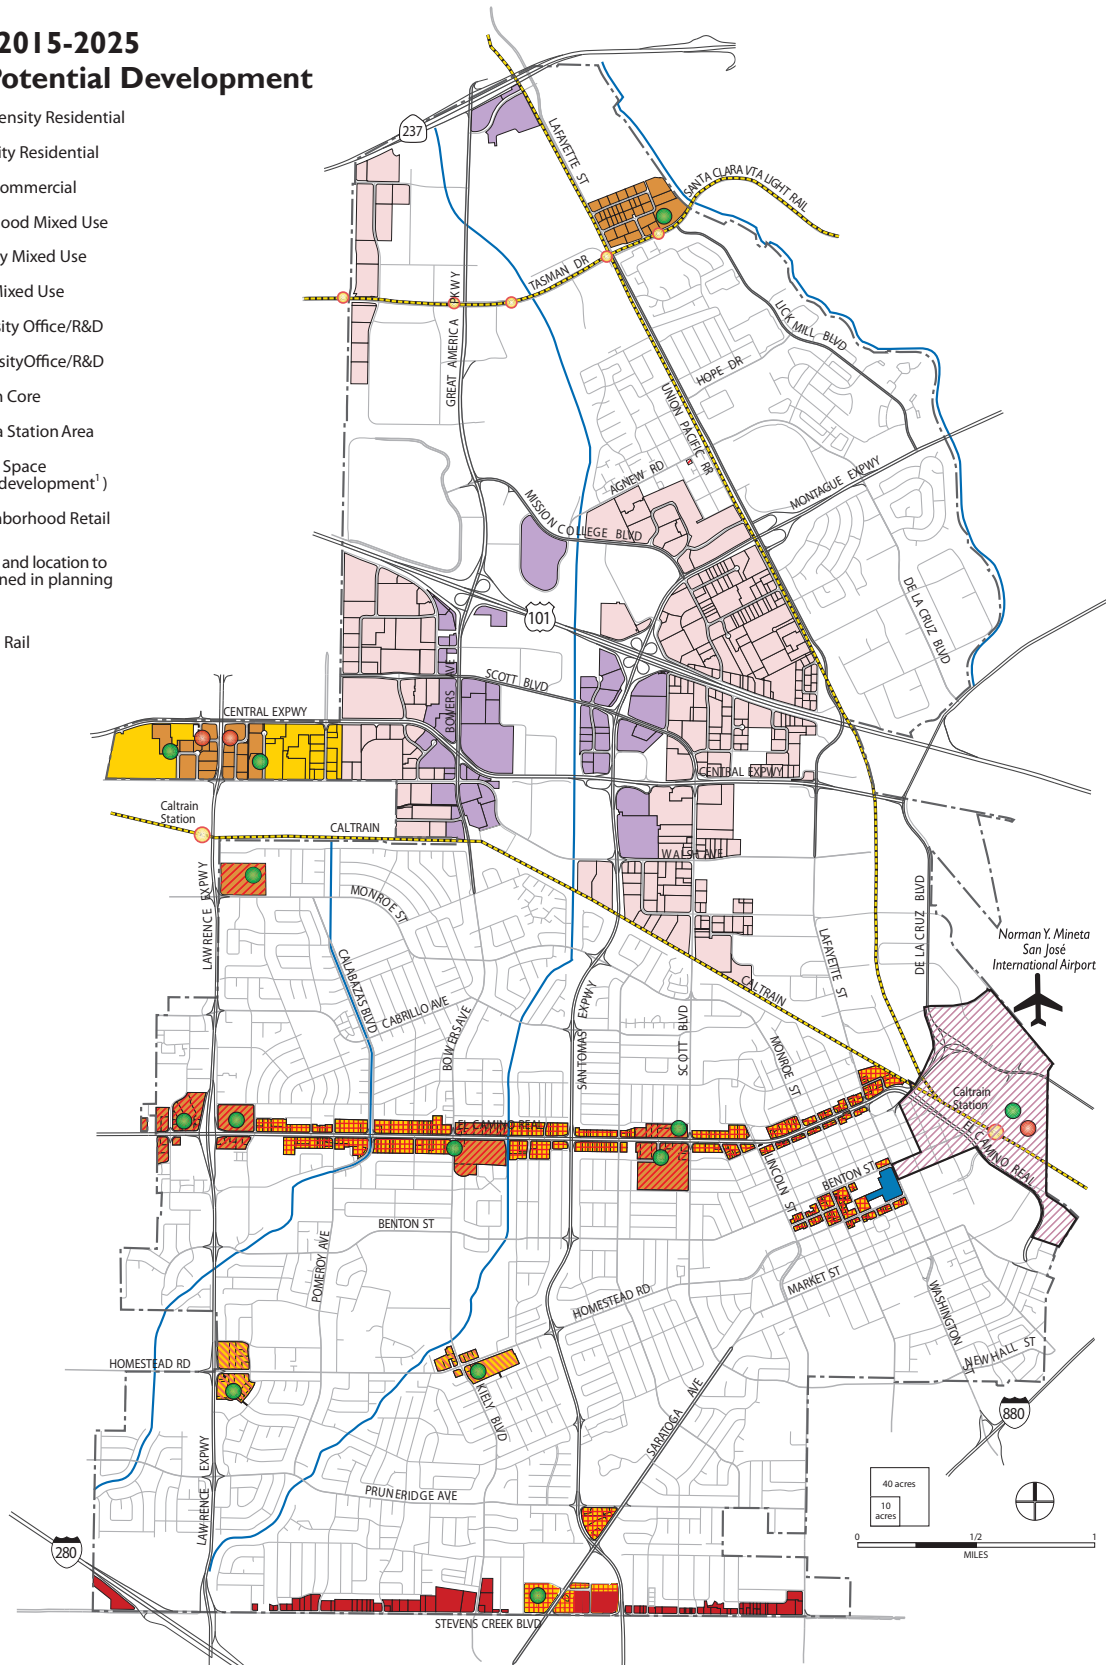 2015-2025
Potential Development
ensity Residential
ity Residential
ommercial
ood Mixed Use
y Mixed Use
Mixed Use
sity Office/R&D
sityOffice/R&D
n Core
a Station Area
Space
development¹)
borhood Retail
and location to
ned in planning
Rail
237
LAFAYETTE ST
SANTA CLARA VTA LIGHT RAIL
TASMAN DR
GREAT AMERICA PKWY
LICK MILL BLVD
HOPE DR
UNION PACIFIC RR
AGNEW RD
MONTAGUE EXPWY
MISSION COLLEGE BLVD
DE LA CRUZ BLVD
101
SCOTT BLVD
BOWERS AVE
CENTRAL EXPWY
CENTRAL EXPWY
Caltrain
Station
CALTRAIN
WALSH AVE
LAWRENCE EXPWY
MONROE ST
DE LA CRUZ BLVD
LAFAYETTE ST
Norman Y. Mineta
San José
International Airport
CALABAZAS BLVD
CABRILLO AVE
BOWERS AVE
SAN TOMAS EXPWY
SCOTT BLVD
CALTRAIN
MONROE ST
Caltrain
Station
EL CAMINO REAL
EL CAMINO REAL
LINCOLN ST
BENTON ST
BENTON ST
POMEROY AVE
MARKET ST
HOMESTEAD RD
WASHINGTON ST
NEWHALL ST
HOMESTEAD RD
KIELY BLVD
SARATOGA AVE
880
LAWRENCE EXPWY
PRUNERIDGE AVE
40 acres
10
acres
0 1/2 1
MILES
280
STEVENS CREEK BLVD